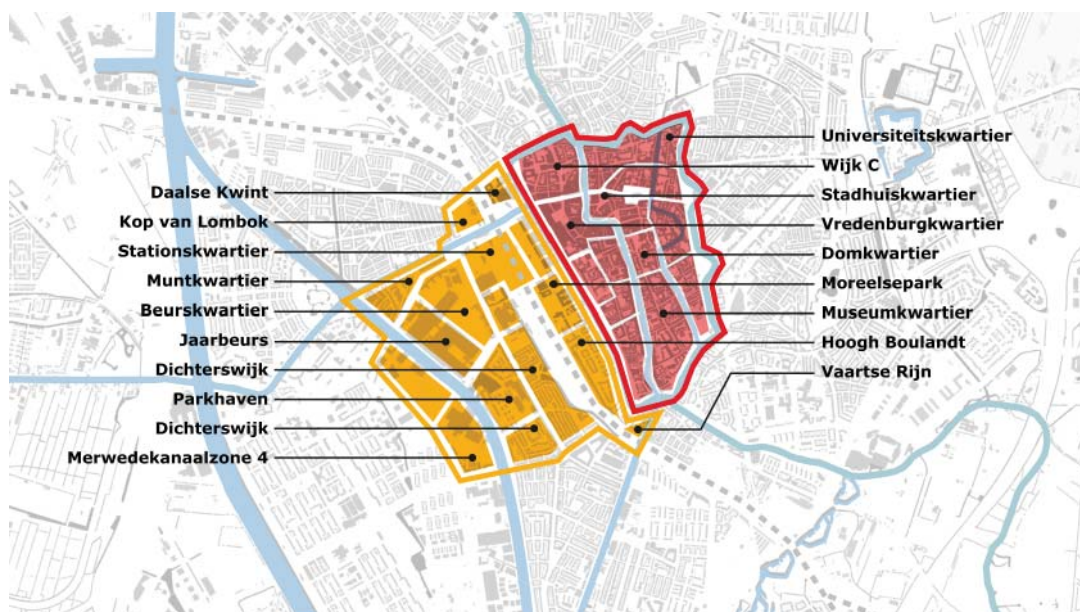 Daalse Kwint
Kop van Lombok
Stationskwartier
Muntkwartier
Beurskwartier
Jaarbeurs
Dichterswijk
Parkhaven
Dichterswijk
Merwedekanaalzone 4
Universiteitskwartier
Wijk C
Stadhuiskwartier
Vredenburgkwartier
Domkwartier
Moreelsepark
Museumkwartier
Hoogh Boulandt
Vaartse Rijn